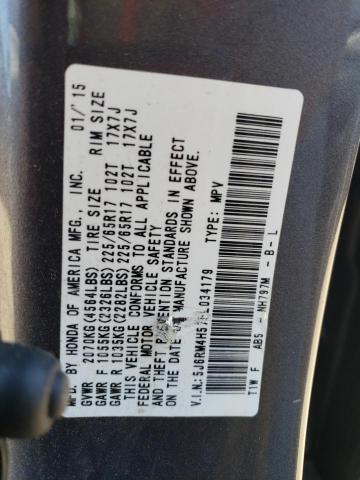 MFD. BY HONDA OF AMERICA MFG., INC. 01/'15
GVWR 2070KG(4564LBS) TIRE SIZE RIM SIZE
GAWR F 1055KG(2326LBS) 225/65R17 102T 17X7J
GAWR R 1035KG(2282LBS) 225/65R17 102T 17X7J
THIS VEHICLE CONFORMS TO ALL APPLICABLE
FEDERAL MOTOR VEHICLE SAFETY
AND THEFT PREVENTION STANDARDS IN EFFECT
ON THE DATE OF MANUFACTURE SHOWN ABOVE.
V.I.N.: TYPE: MPV
T1W F AB5 - NH797M - B - L